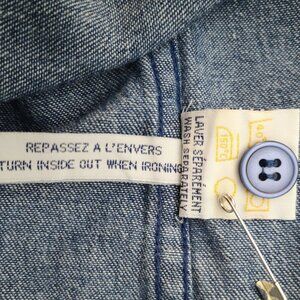 REPASSEZ A L'ENVERS
TURN INSIDE OUT WHEN IRONING
LAVER SÉPARÉMENT
WASH SEPARATELY